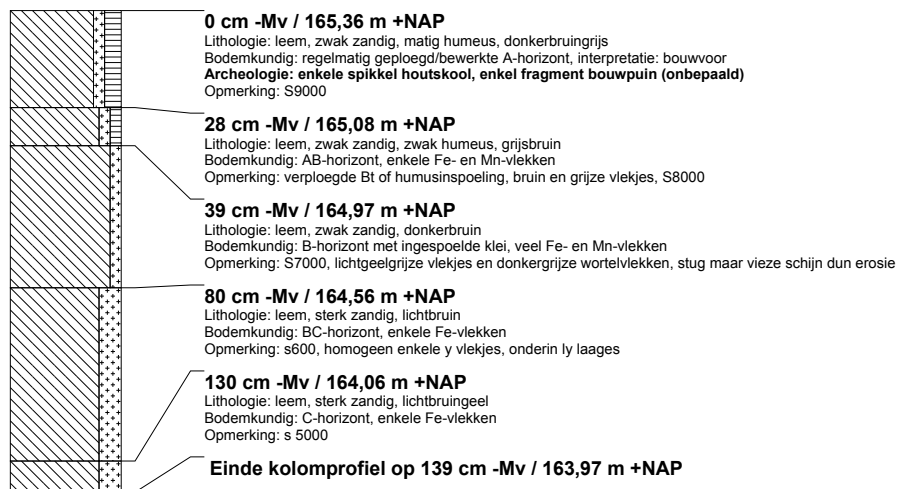 0 cm -Mv / 165,36 m +NAP
Lithologie: leem, zwak zandig, matig humeus, donkerbruingrijs
Bodemkundig: regelmatig geploegd/bewerkte A-horizont, interpretatie: bouwvoor
Archeologie: enkele spikkel houtskool, enkel fragment bouwpuin (onbepaald)
Opmerking: S9000
28 cm -Mv / 165,08 m +NAP
Lithologie: leem, zwak zandig, zwak humeus, grijsbruin
Bodemkundig: AB-horizont, enkele Fe- en Mn-vlekken
Opmerking: verploegde Bt of humusinspoeling, bruin en grijze vlekjes, S8000
39 cm -Mv / 164,97 m +NAP
Lithologie: leem, zwak zandig, donkerbruin
Bodemkundig: B-horizont met ingespoelde klei, veel Fe- en Mn-vlekken
Opmerking: S7000, lichtgeelgrijze vlekjes en donkergrijze wortelvlekken, stug maar vieze schijn dun erosie
80 cm -Mv / 164,56 m +NAP
Lithologie: leem, sterk zandig, lichtbruin
Bodemkundig: BC-horizont, enkele Fe-vlekken
Opmerking: s600, homogeen enkele y vlekjes, onderin ly laages
130 cm -Mv / 164,06 m +NAP
Lithologie: leem, sterk zandig, lichtbruingeel
Bodemkundig: C-horizont, enkele Fe-vlekken
Opmerking: s 5000
Einde kolomprofiel op 139 cm -Mv / 163,97 m +NAP